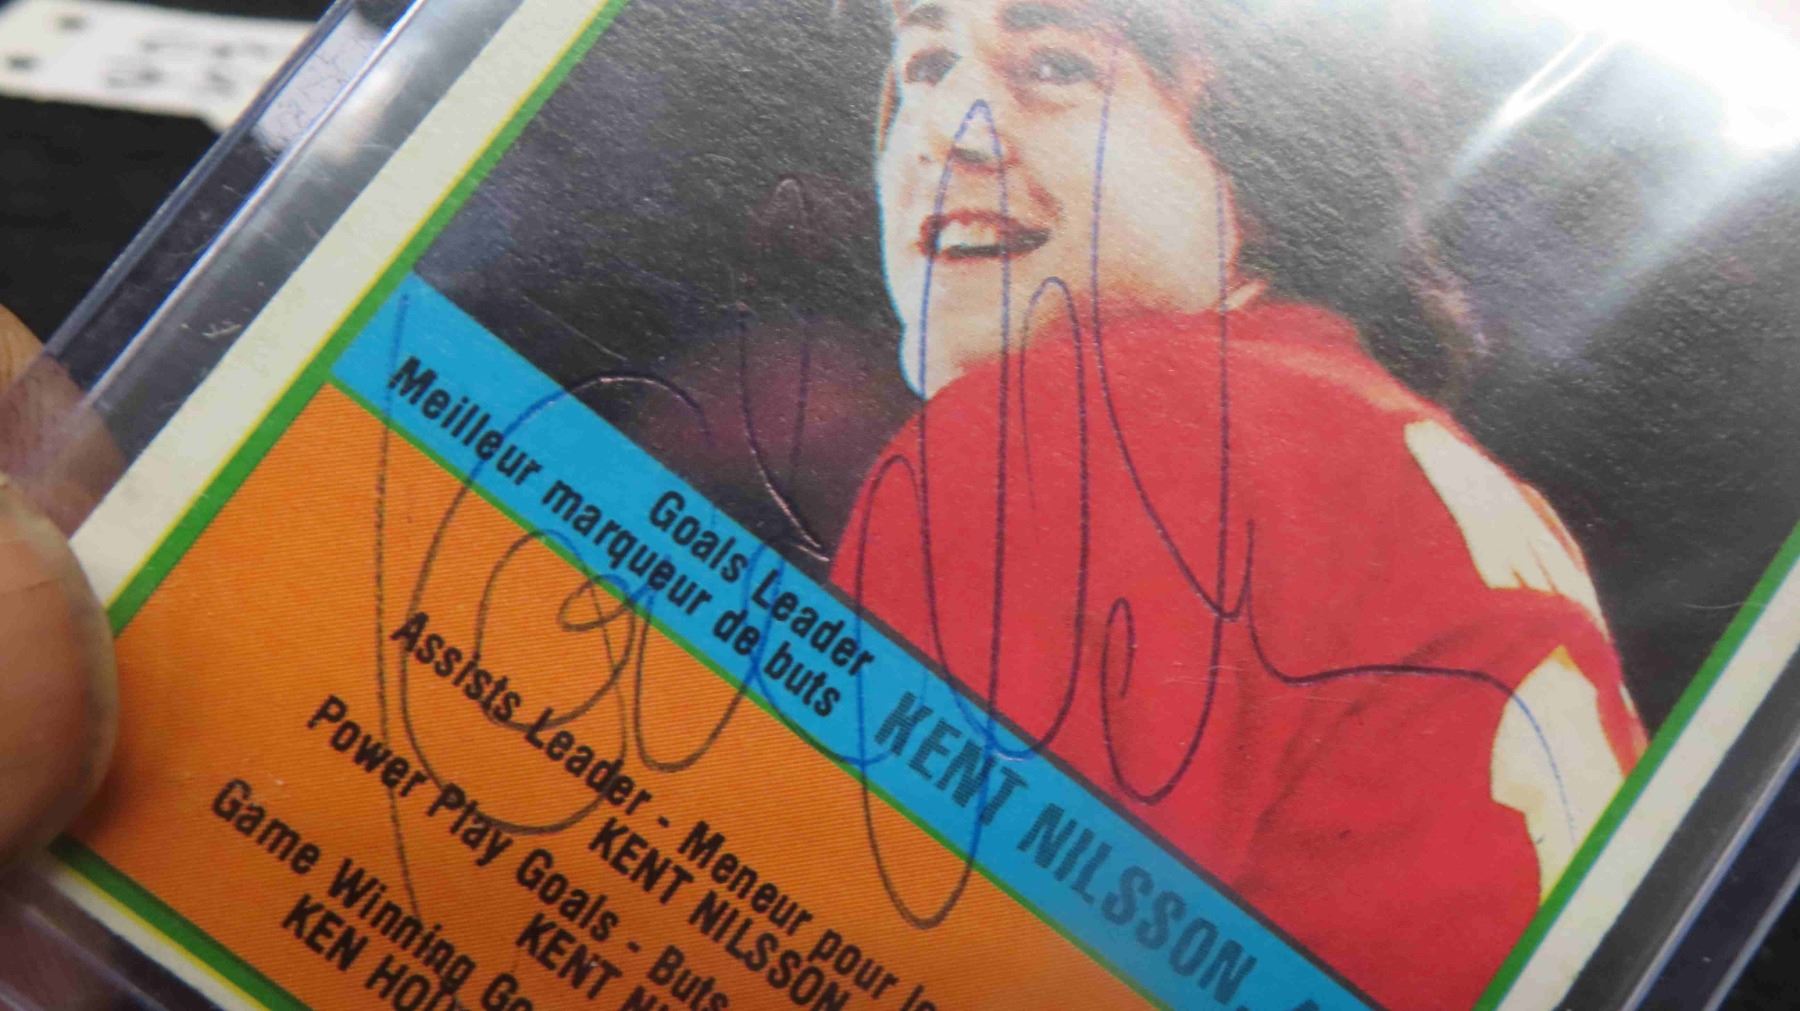 Goals Leader
Meilleur marqueur de buts
KENT NILSSON,
Assists Leader - Meneur pour
KENT NILSSON
Power Play Goals - Buts
KENT
Game Winning
KEN